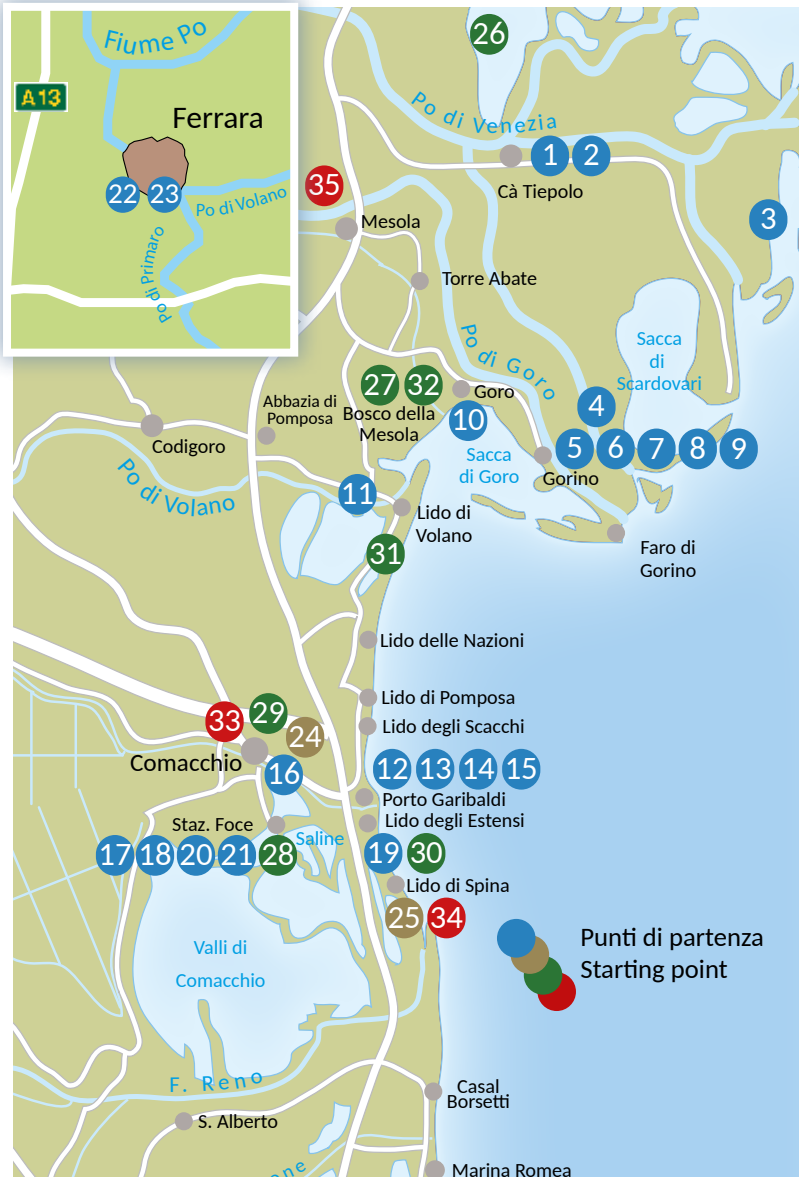 Fiume Po
A13
Ferrara
22
23
Po di Volano
Po di Primaro
26
Po di Venezia
1
2
Cà Tiepolo
35
3
Mesola
Torre Abate
Sacca
di
Scardovari
Po di Goro
27
32
Goro
4
Abbazia di
Pomposa
Bosco della
Mesola
10
Codigoro
5
6
7
8
9
Sacca
di Goro
Gorino
Po di Volano
11
Lido di
Volano
Faro di
Gorino
31
Lido delle Nazioni
Lido di Pomposa
33
29
24
Lido degli Scacchi
Comacchio
16
12
13
14
15
Porto Garibaldi
Lido degli Estensi
Staz. Foce
Saline
17
18
20
21
28
19
30
Lido di Spina
25
34
Valli di
Comacchio
Punti di partenza
Starting point
F. Reno
Casal
Borsetti
S. Alberto
Marina Romea